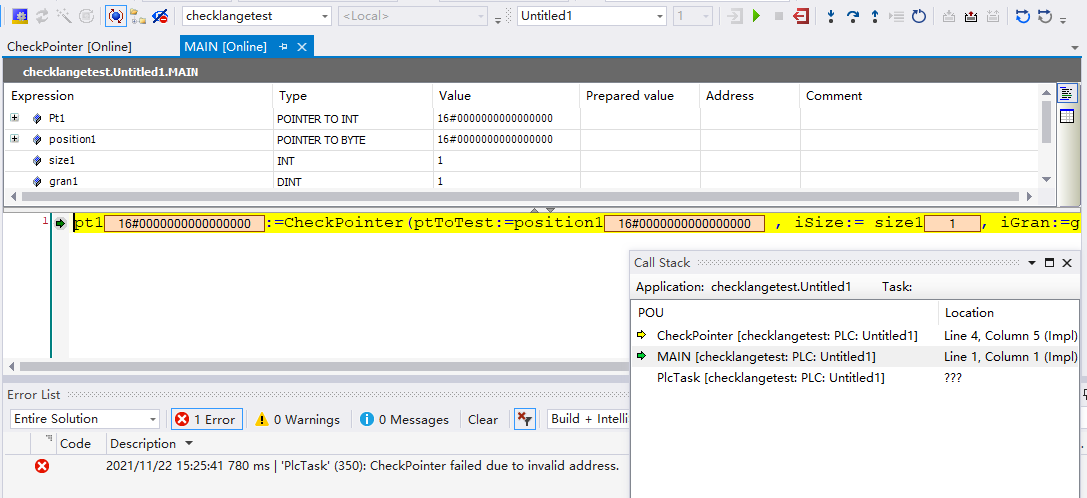 checklangetest <Local> Untitled1 1
CheckPointer [Online] MAIN [Online]
checklangetest.Untitled1.MAIN
Expression Type Value Prepared value Address Comment
Pt1 POINTER TO INT 16#0000000000000000
position1 POINTER TO BYTE 16#0000000000000000
size1 INT 1
gran1 DINT 1
1 pt1 16#0000000000000000 :=CheckPointer(ptToTest:=position1 16#0000000000000000 , iSize:= size1 1 , iGran:=g
Call Stack
Application: checklangetest.Untitled1 Task:
POU Location
CheckPointer [checklangetest: PLC: Untitled1] Line 4, Column 5 (Impl)
MAIN [checklangetest: PLC: Untitled1] Line 1, Column 1 (Impl)
PlcTask [checklangetest: PLC: Untitled1] ???
Error List
Entire Solution 1 Error 0 Warnings 0 Messages Clear Build + Intelli
Code Description
2021/11/22 15:25:41 780 ms | 'PlcTask' (350): CheckPointer failed due to invalid address.